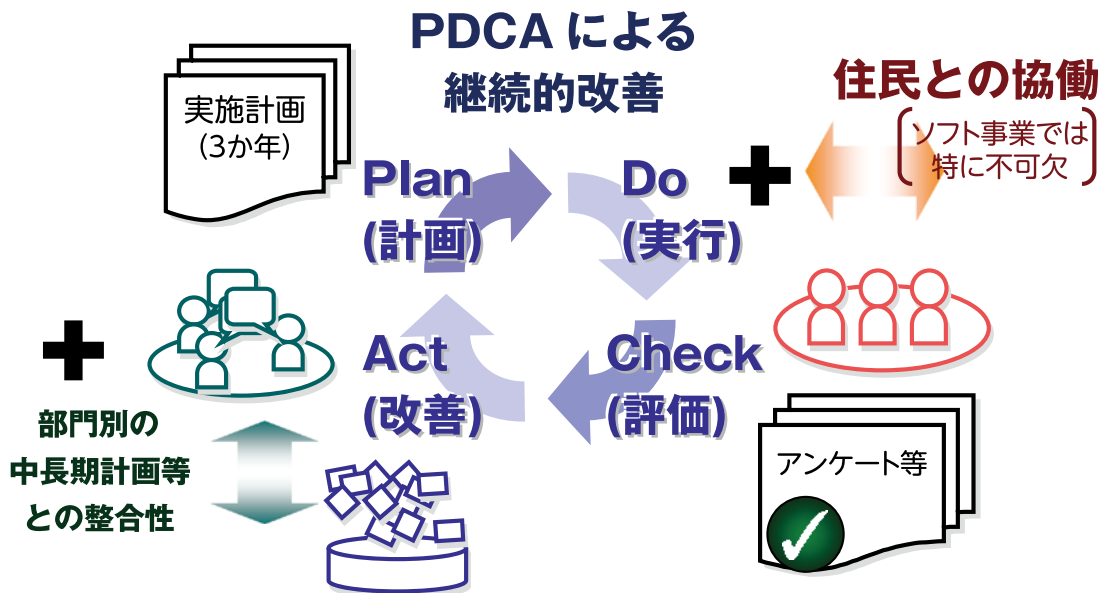 PDCAによる
継続的改善
実施計画
(3か年)
住民との協働
ソフト事業では
特に不可欠
Plan
(計画)
Do
(実行)
Act
(改善)
Check
(評価)
部門別の
中長期計画等
との整合性
アンケート等